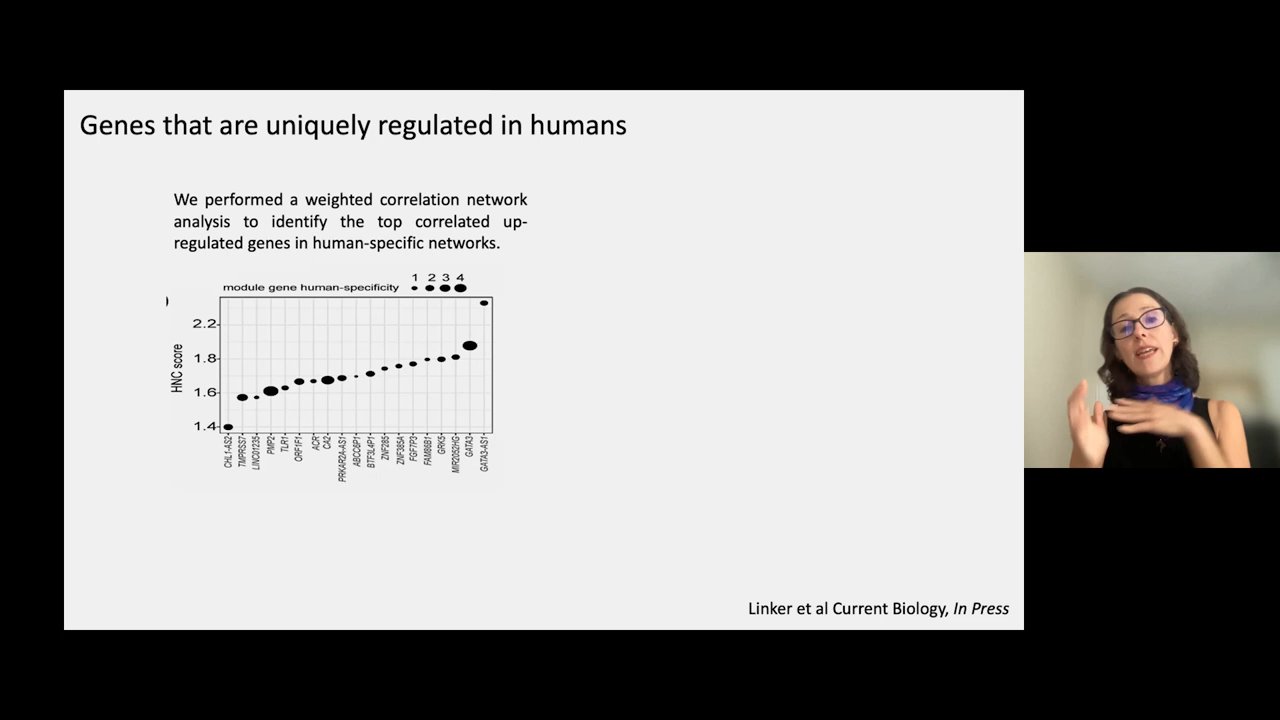 Genes that are uniquely regulated in humans
We performed a weighted correlation network
analysis to identify the top correlated up-
regulated genes in human-specific networks.
module gene human-specificity 1 2 3 4
HNC score
2.2
1.8
1.6
1.4
CHL1-AS2
TMPRSS7
LINC01235
PMP2
TLR1
ORF1F1
ACR
CA2
PRKAR2A-AS1
ABCC6P1
BTF3L4P1
ZNF285
ZNF385A
FGF7P3
FAM86B1
GRK5
MIR2052HG
GATA3
GATA3-AS1
Linker et al Current Biology, In Press